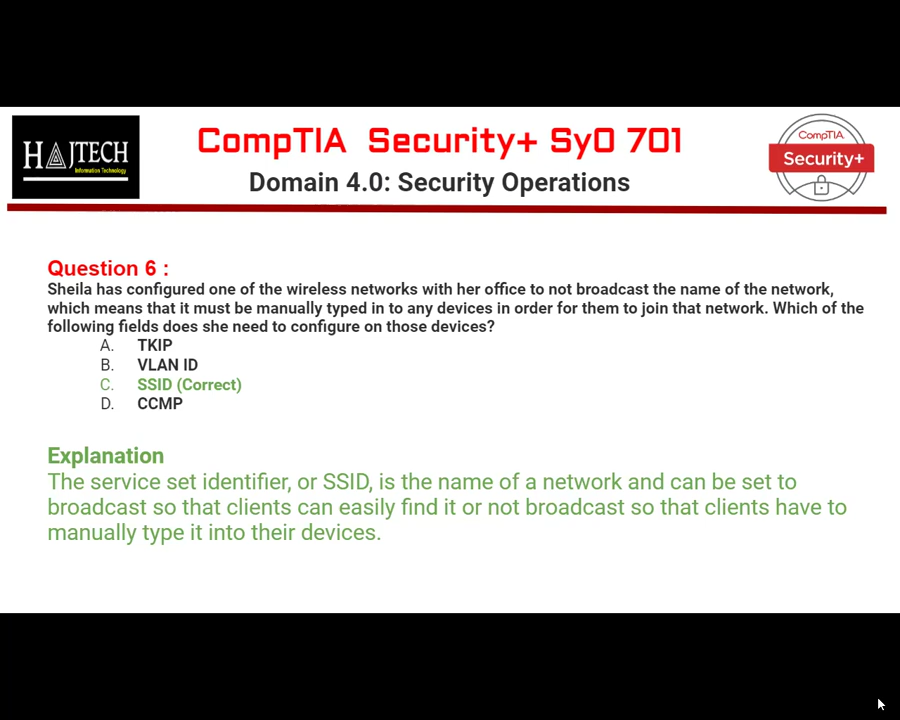 HAJTECH
Information Technology
CompTIA Security+ SyO 701
Domain 4.0: Security Operations
CompTIA
Security+
Question 6 :
Sheila has configured one of the wireless networks with her office to not broadcast the name of the network,
which means that it must be manually typed in to any devices in order for them to join that network. Which of the
following fields does she need to configure on those devices?
A. TKIP
B. VLAN ID
C. SSID (Correct)
D. CCMP
Explanation
The service set identifier, or SSID, is the name of a network and can be set to
broadcast so that clients can easily find it or not broadcast so that clients have to
manually type it into their devices.